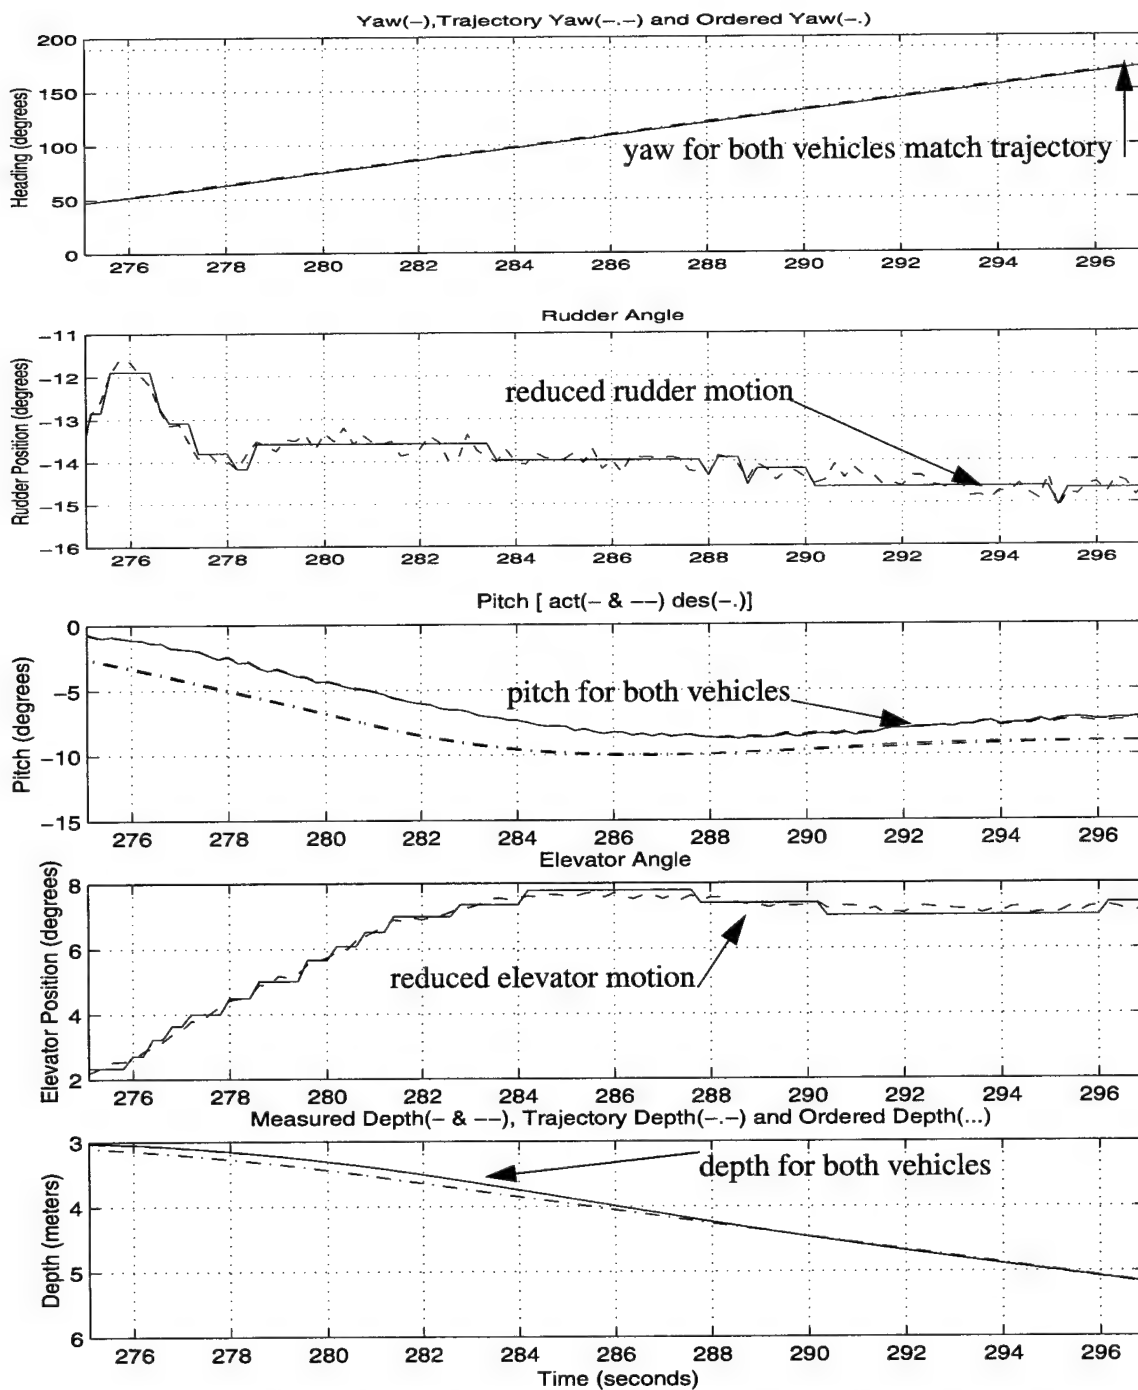 Yaw(−),Trajectory Yaw(−.−) and Ordered Yaw(−.)
200
150
100
50
0
Heading (degrees)
yaw for both vehicles match trajectory
276 278 280 282 284 286 288 290 292 294 296
Rudder Angle
−11
−12
−13
−14
−15
−16
Rudder Position (degrees)
reduced rudder motion
276 278 280 282 284 286 288 290 292 294 296
Pitch [ act(− & −−) des(−.)]
0
−5
−10
−15
Pitch (degrees)
pitch for both vehicles
276 278 280 282 284 286 288 290 292 294 296
Elevator Angle
8
6
4
2
Elevator Position (degrees)
reduced elevator motion
276 278 280 282 284 286 288 290 292 294 296
Measured Depth(− & −−), Trajectory Depth(−.−) and Ordered Depth(...)
3
4
5
6
Depth (meters)
depth for both vehicles
276 278 280 282 284 286 288 290 292 294 296
Time (seconds)